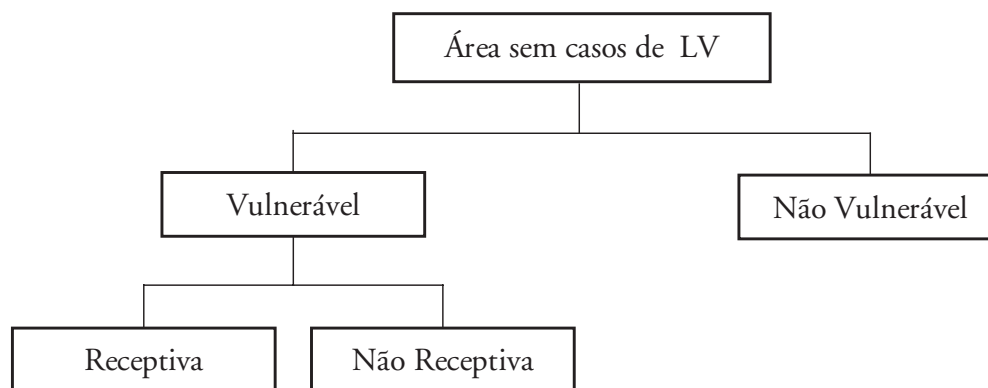 Área sem casos de LV
Vulnerável
Não Vulnerável
Receptiva
Não Receptiva